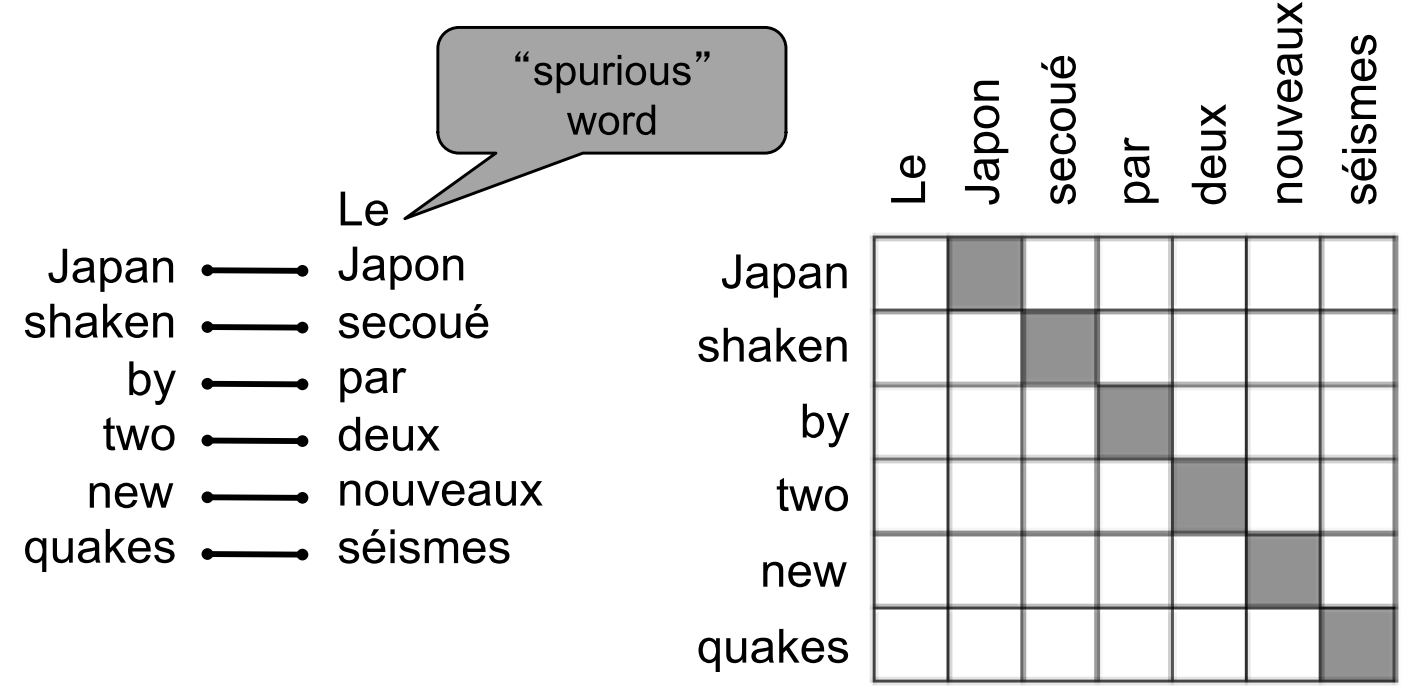 “spurious”
word
Le
Japan Japon
shaken secoué
by par
two deux
new nouveaux
quakes séismes
Le Japon secoué par deux nouveaux séismes
Japan
shaken
by
two
new
quakes